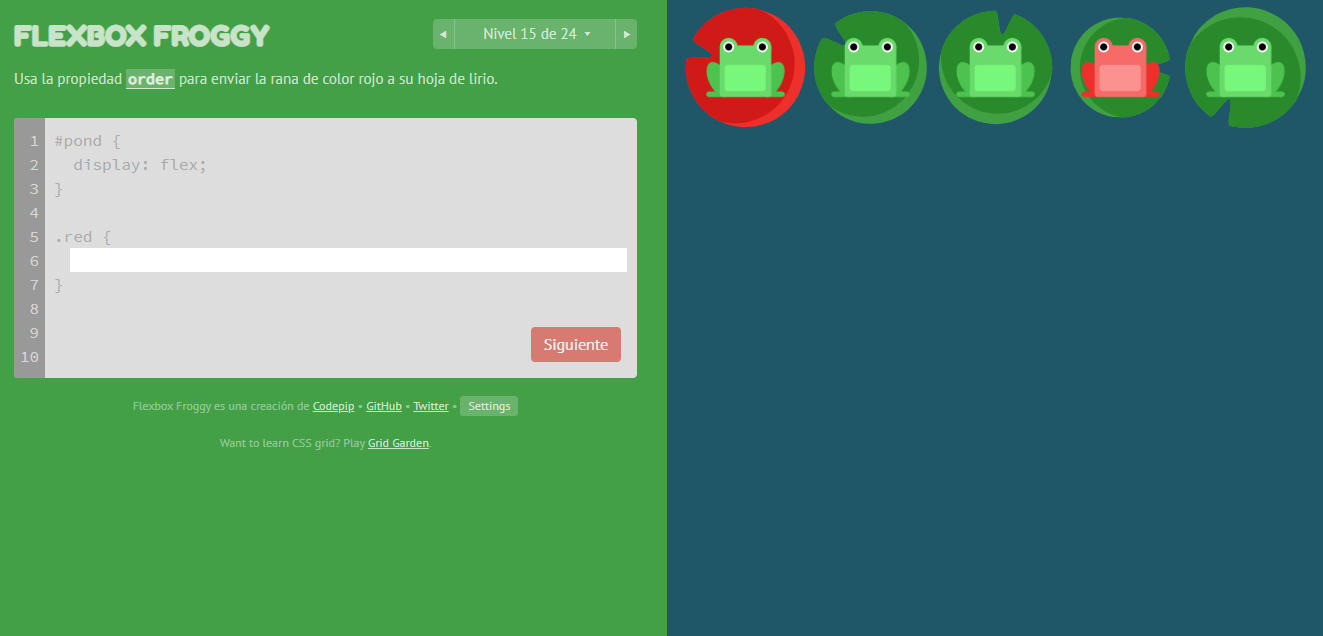 FLEXBOX FROGGY
◀ Nivel 15 de 24 ▾ ▶
Usa la propiedad order para enviar la rana de color rojo a su hoja de lirio.
1 #pond {
2 display: flex;
3 }
4
5 .red {
6
7 }
8
9
10
Siguiente
Flexbox Froggy es una creación de Codepip • GitHub • Twitter • Settings
Want to learn CSS grid? Play Grid Garden.